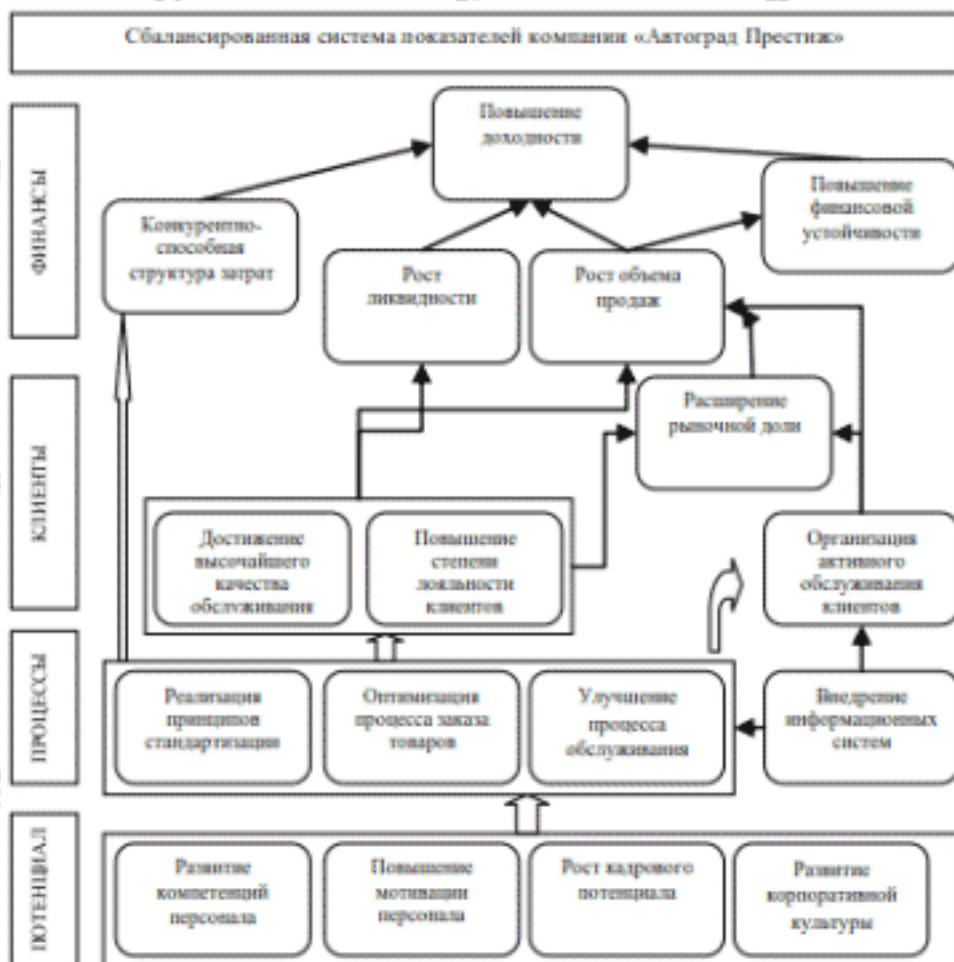 Сбалансированная система показателей компании «Автоград Престиж»
ФИНАНСЫ
Повышение
доходности
Конкурентно-
способная
структура затрат
Рост
ликвидности
Рост объема
продаж
Повышение
финансовой
устойчивости
КЛИЕНТЫ
Расширение
рыночной доли
Достижение
высочайшего
качества
обслуживания
Повышение
степени
лояльности
клиентов
Организация
активного
обслуживания
клиентов
ПРОЦЕССЫ
Реализация
принципов
стандартизации
Оптимизация
процесса заказа
товаров
Улучшение
процесса
обслуживания
Внедрение
информационных
систем
ПОТЕНЦИАЛ
Развитие
компетенций
персонала
Повышение
мотивации
персонала
Рост кадрового
потенциала
Развитие
корпоративной
культуры